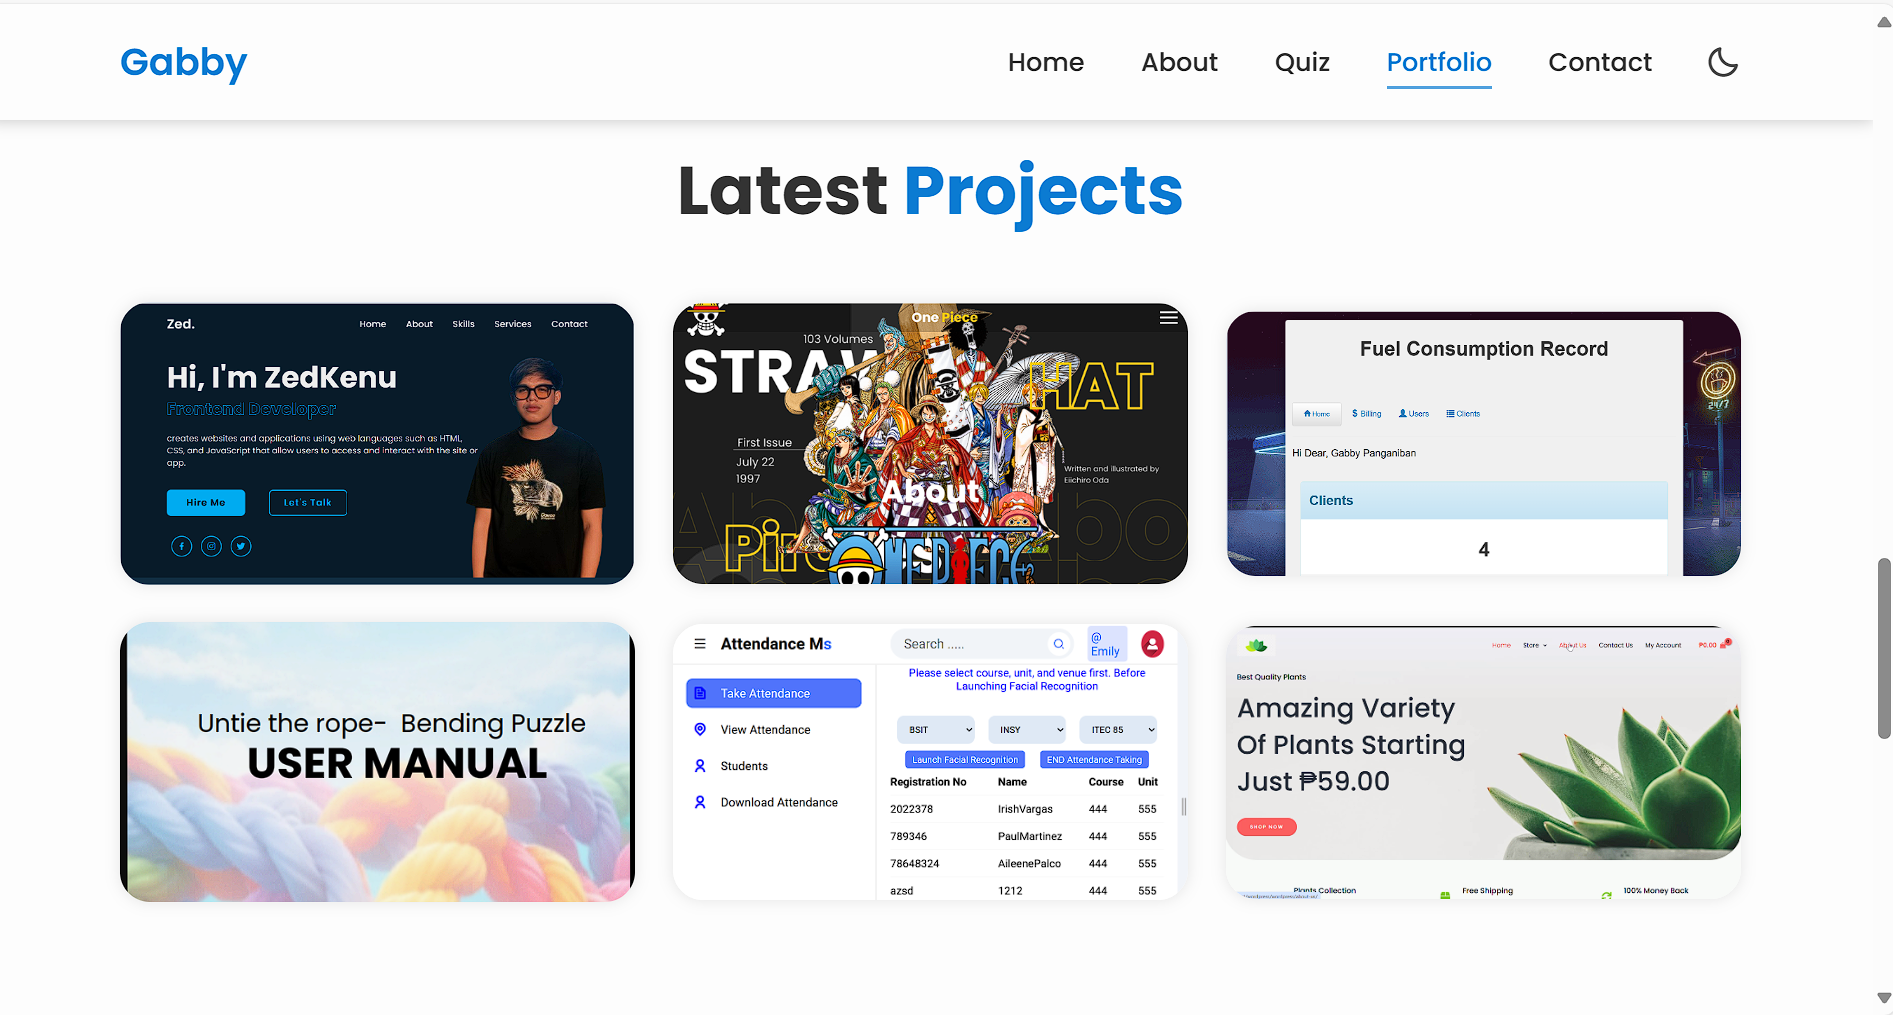 Gabby
Home About Quiz Portfolio Contact
Latest Projects
Zed.
Home About Skills Services Contact
Hi, I'm ZedKenu
Frontend Developer
creates websites and applications using web languages such as HTML,
CSS, and JavaScript that allow users to access and interact with the site or
app.
Hire Me Let's Talk
One Piece
103 Volumes
STRAW HAT
First Issue
July 22
1997
Written and Illustrated by
Eiichiro Oda
About
ONE PIECE
Fuel Consumption Record
Home Billing Users Clients
Hi Dear, Gabby Panganiban
Clients
4
Untie the rope- Bending Puzzle
USER MANUAL
Attendance Ms
Search .....
@
Emily
Take Attendance
View Attendance
Students
Download Attendance
Please select course, unit, and venue first. Before
Launching Facial Recognition
BSIT INSY ITEC 85
Launch Facial Recognition END Attendance Taking
Registration No Name Course Unit
2022378 IrishVargas 444 555
789346 PaulMartinez 444 555
78648324 AileenePalco 444 555
azsd 1212 444 555
Home Store About Us Contact Us My Account ₱0.00 0
Best Quality Plants
Amazing Variety
Of Plants Starting
Just ₱59.00
SHOP NOW
Plants Collection Free Shipping 100% Money Back